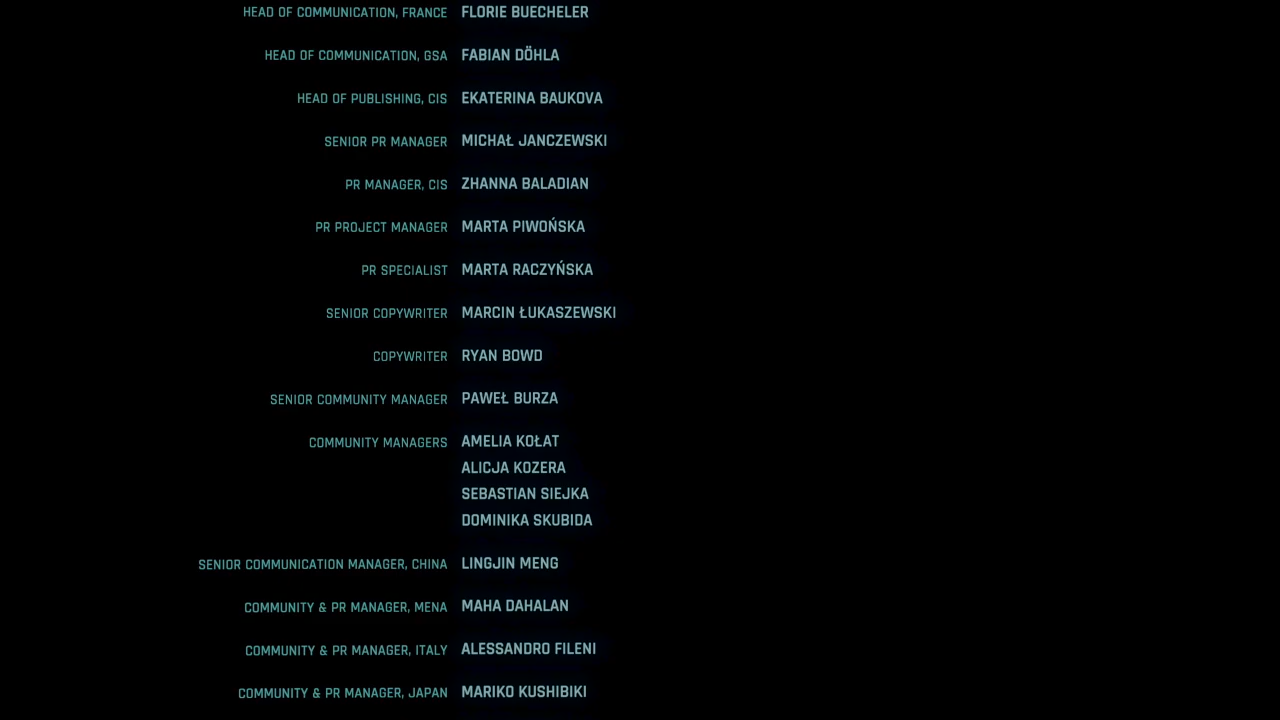 HEAD OF COMMUNICATION, FRANCE FLORIE BUECHELER
HEAD OF COMMUNICATION, GSA FABIAN DÖHLA
HEAD OF PUBLISHING, CIS EKATERINA BAUKOVA
SENIOR PR MANAGER MICHAŁ JANCZEWSKI
PR MANAGER, CIS ZHANNA BALADIAN
PR PROJECT MANAGER MARTA PIWOŃSKA
PR SPECIALIST MARTA RACZYŃSKA
SENIOR COPYWRITER MARCIN ŁUKASZEWSKI
COPYWRITER RYAN BOWD
SENIOR COMMUNITY MANAGER PAWEŁ BURZA
COMMUNITY MANAGERS AMELIA KOŁAT
ALICJA KOZERA
SEBASTIAN SIEJKA
DOMINIKA SKUBIDA
SENIOR COMMUNICATION MANAGER, CHINA LINGJIN MENG
COMMUNITY & PR MANAGER, MENA MAHA DAHALAN
COMMUNITY & PR MANAGER, ITALY ALESSANDRO FILENI
COMMUNITY & PR MANAGER, JAPAN MARIKO KUSHIBIKI